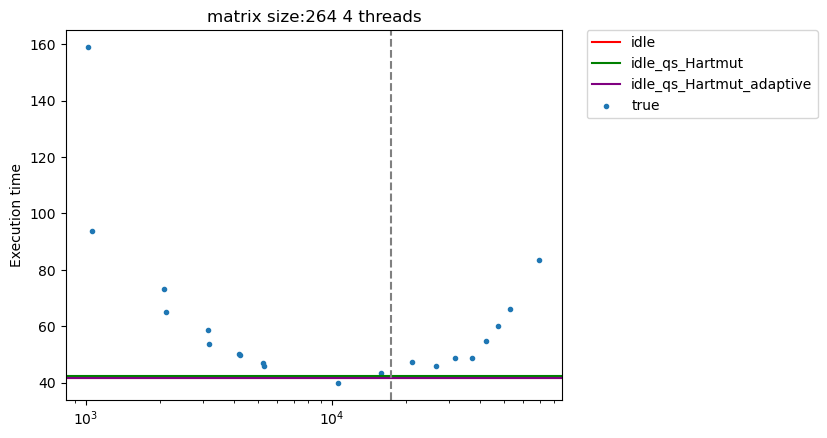 matrix size:264 4 threads
160
140
120
100
80
60
40
Execution time
10³
10⁴
idle
idle_qs_Hartmut
idle_qs_Hartmut_adaptive
true